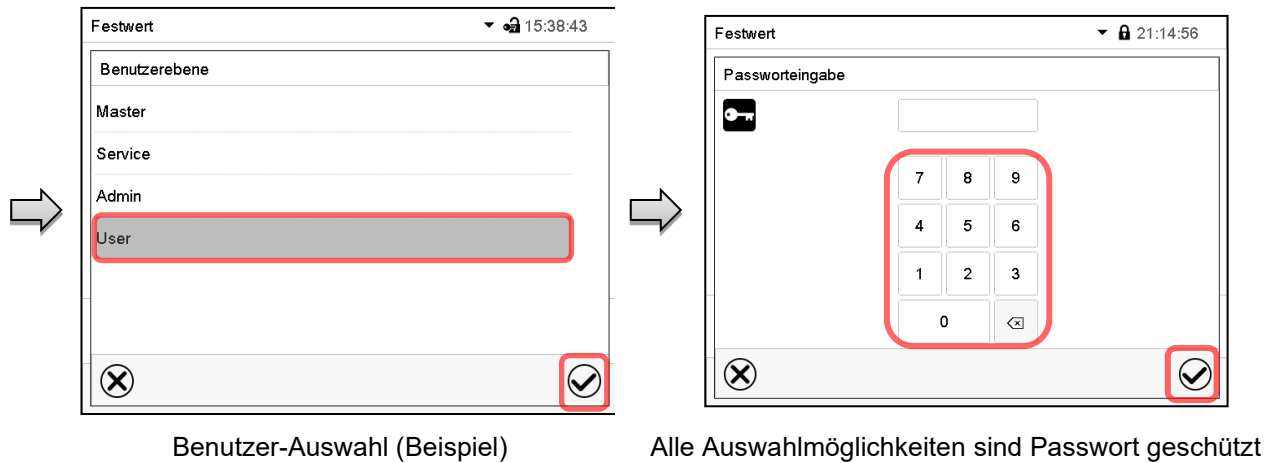 Festwert 15:38:43
Benutzerebene
Master
Service
Admin
User
Benutzer-Auswahl (Beispiel)
Festwert 21:14:56
Passworteingabe
7 8 9
4 5 6
1 2 3
0
Alle Auswahlmöglichkeiten sind Passwort geschützt